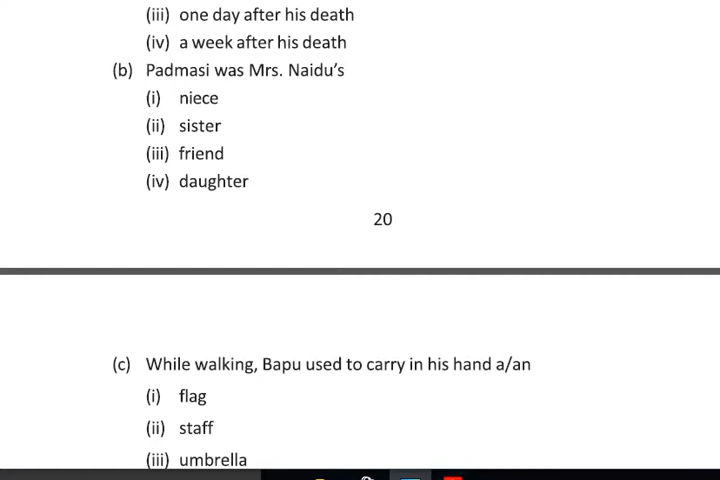 (iii) one day after his death
(iv) a week after his death
(b) Padmasi was Mrs. Naidu’s
(i) niece
(ii) sister
(iii) friend
(iv) daughter
20
(c) While walking, Bapu used to carry in his hand a/an
(i) flag
(ii) staff
(iii) umbrella